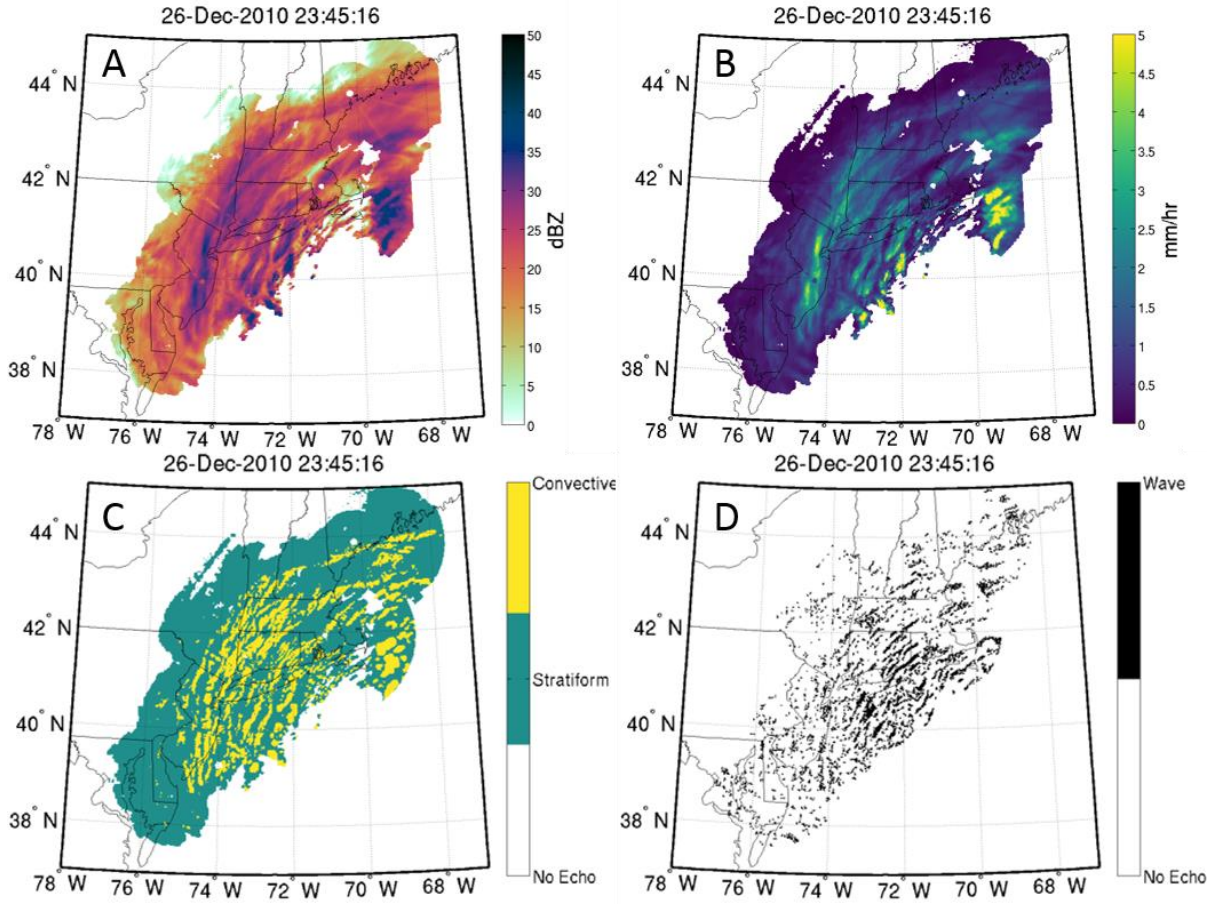 26-Dec-2010 23:45:16
A
44° N
42° N
40° N
38° N
78° W
76° W
74° W
72° W
70° W
68° W
50
45
40
35
30
25
20
15
10
5
0
dBZ
26-Dec-2010 23:45:16
B
44° N
42° N
40° N
38° N
78° W
76° W
74° W
72° W
70° W
68° W
5
4.5
4
3.5
3
2.5
2
1.5
1
0.5
0
mm/hr
26-Dec-2010 23:45:16
C
44° N
42° N
40° N
38° N
78° W
76° W
74° W
72° W
70° W
68° W
Convective
Stratiform
No Echo
26-Dec-2010 23:45:16
D
44° N
42° N
40° N
38° N
78° W
76° W
74° W
72° W
70° W
68° W
Wave
No Echo